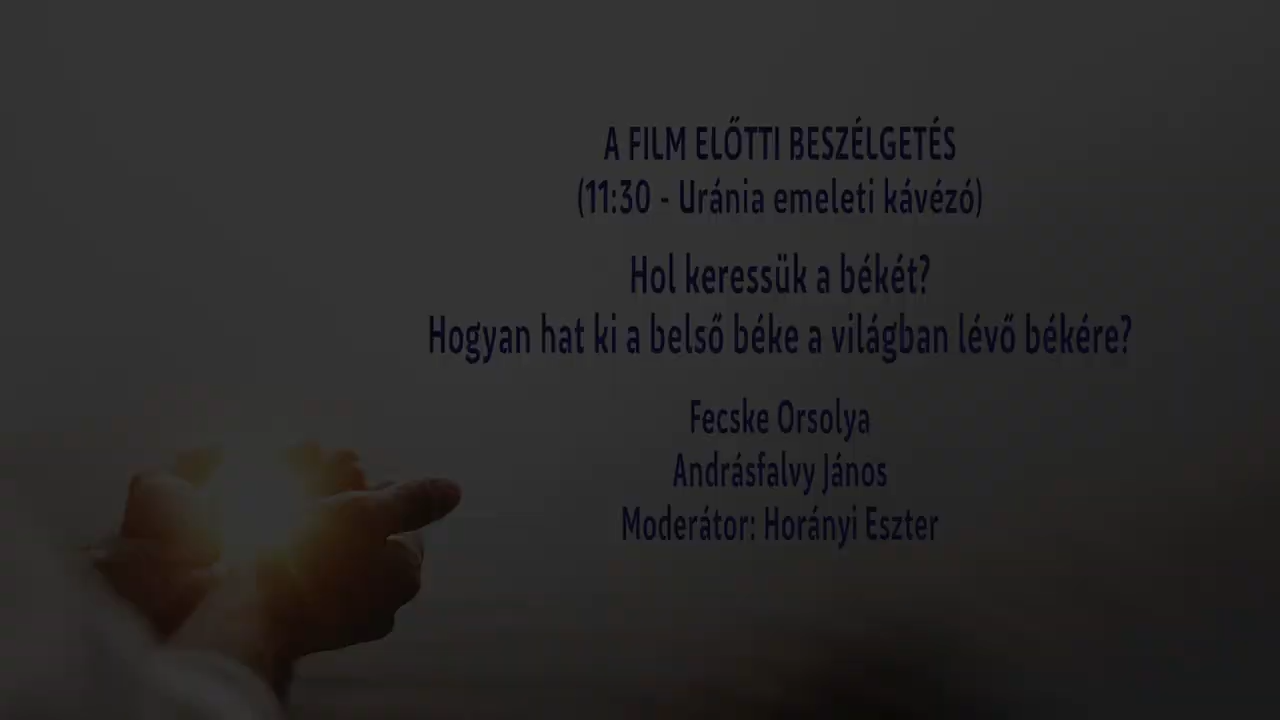 A FILM ELŐTTI BESZÉLGETÉS
(11:30 - Uránia emeleti kávézó)
Hol keressük a békét?
Hogyan hat ki a belső béke a világban lévő békére?
Fecske Orsolya
Andrásfalvy János
Moderátor: Horányi Eszter